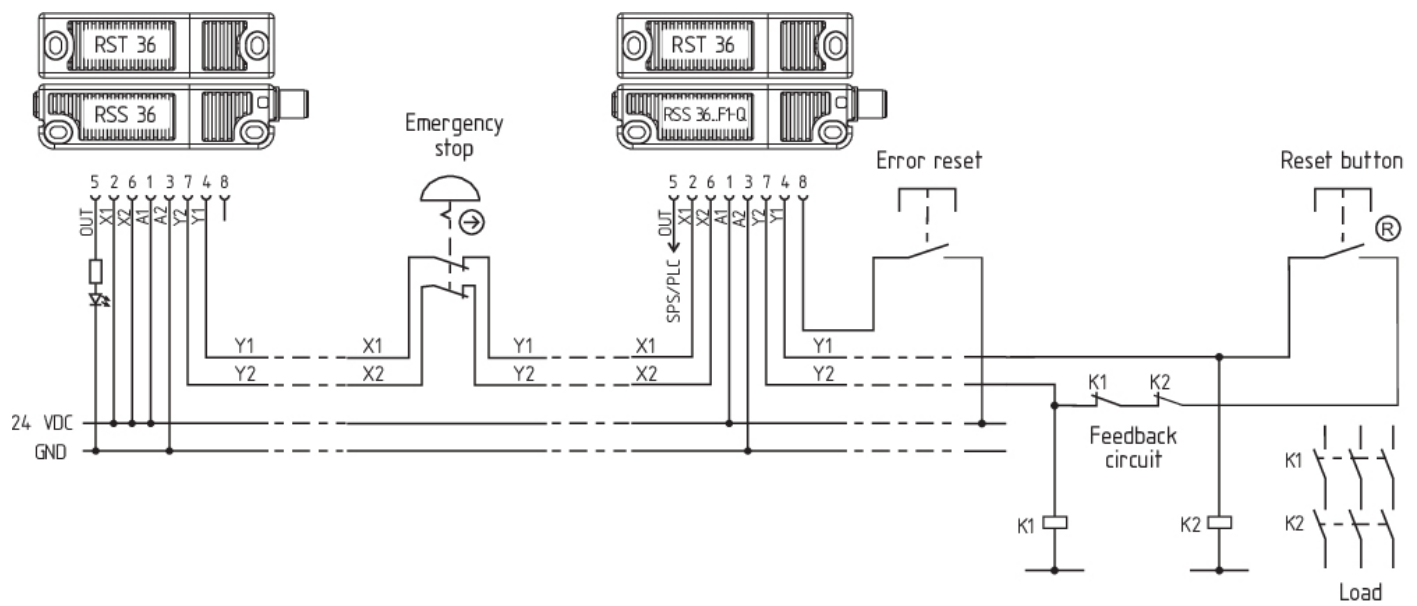 RST 36
RST 36
RSS 36
RSS 36..F1-Q
Emergency
stop
Error reset
Reset button
5 2 6 1 3 7 4 8
5 2 6 1 3 7 4 8
OUT X1 X2 A1 A2 Y2 Y1
OUT X1 X2 A1 A2 Y2 Y1
R
SPS/PLC
Y1 X1 Y1 X1 Y1
Y2 X2 Y2 X2 Y2
K1 K2
24 VDC
GND
Feedback
circuit
K1
K1 K2 K2
Load